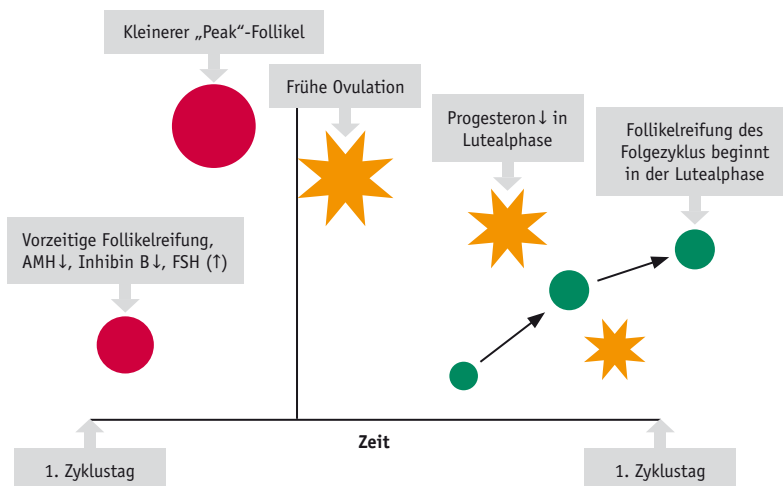 Kleinerer „Peak“-Follikel
Frühe Ovulation
Progesteron↓ in
Lutealphase
Follikelreifung des
Folgezyklus beginnt
in der Lutealphase
Vorzeitige Follikelreifung,
AMH↓, Inhibin B↓, FSH (↑)
Zeit
1. Zyklustag
1. Zyklustag